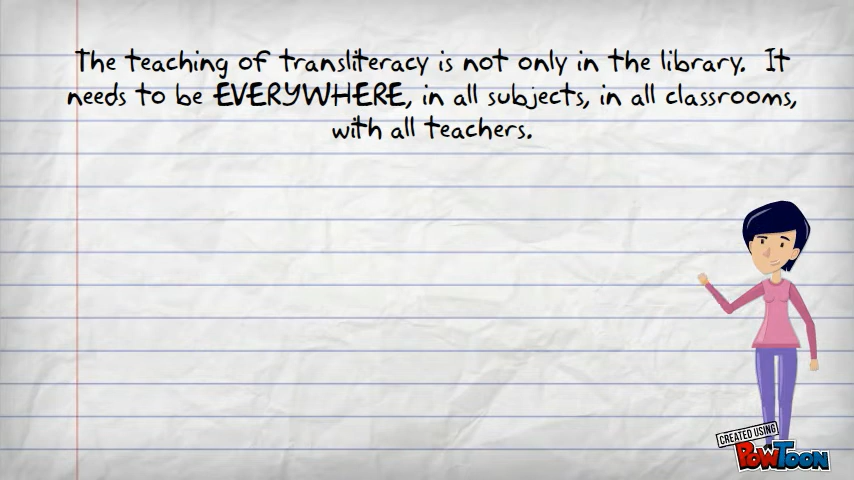 The teaching of transliteracy is not only in the library. It
needs to be EVERYWHERE, in all subjects, in all classrooms,
with all teachers.
CREATED USING
POWTOON